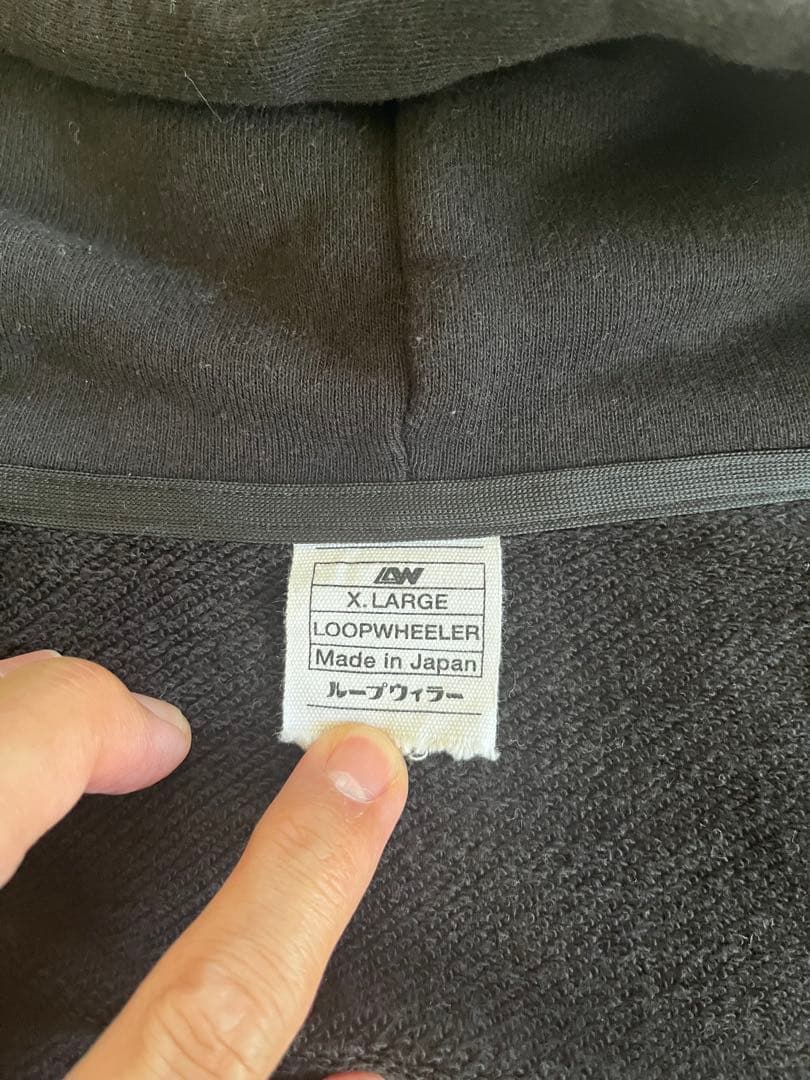 LW
X. LARGE
LOOPWHEELER
Made in Japan
ループウィラー